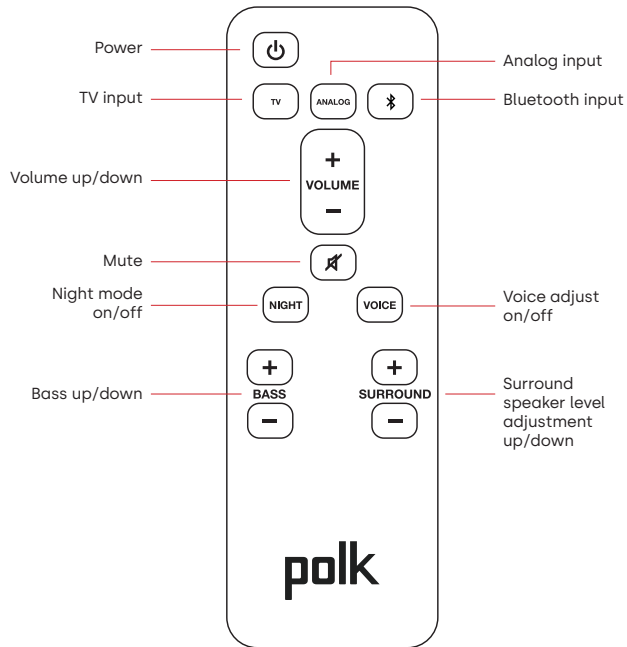 Power
Analog input
TV input
TV
ANALOG
Bluetooth input
+
Volume up/down
VOLUME
−
Mute
Night mode
on/off
NIGHT
VOICE
Voice adjust
on/off
+
+
Bass up/down
BASS
SURROUND
Surround
speaker level
adjustment
up/down
−
−
polk